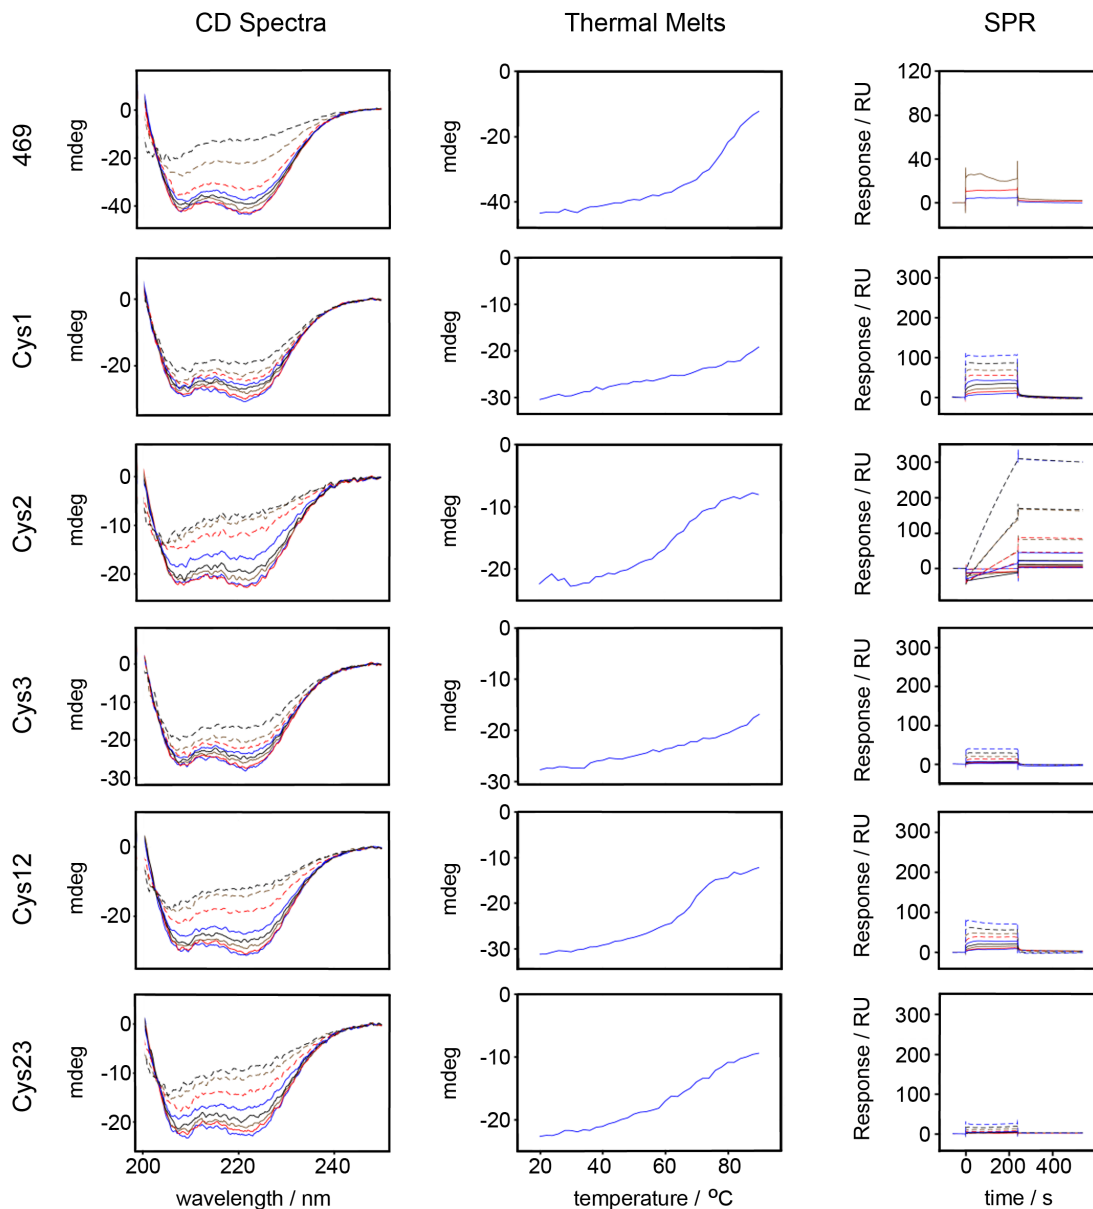 CD Spectra Thermal Melts SPR
469
mdeg
0
-20
-40
mdeg
0
-20
-40
Response / RU
120
80
40
0
Cys1
mdeg
0
-20
mdeg
0
-10
-20
-30
Response / RU
300
200
100
0
Cys2
mdeg
0
-10
-20
mdeg
0
-10
-20
Response / RU
300
200
100
0
Cys3
mdeg
0
-10
-20
-30
mdeg
0
-10
-20
-30
Response / RU
300
200
100
0
Cys12
mdeg
0
-20
mdeg
0
-10
-20
-30
Response / RU
300
200
100
0
Cys23
mdeg
0
-10
-20
mdeg
0
-10
-20
Response / RU
300
200
100
0
200 220 240
20 40 60 80
0 200 400
wavelength / nm
temperature / ºC
time / s